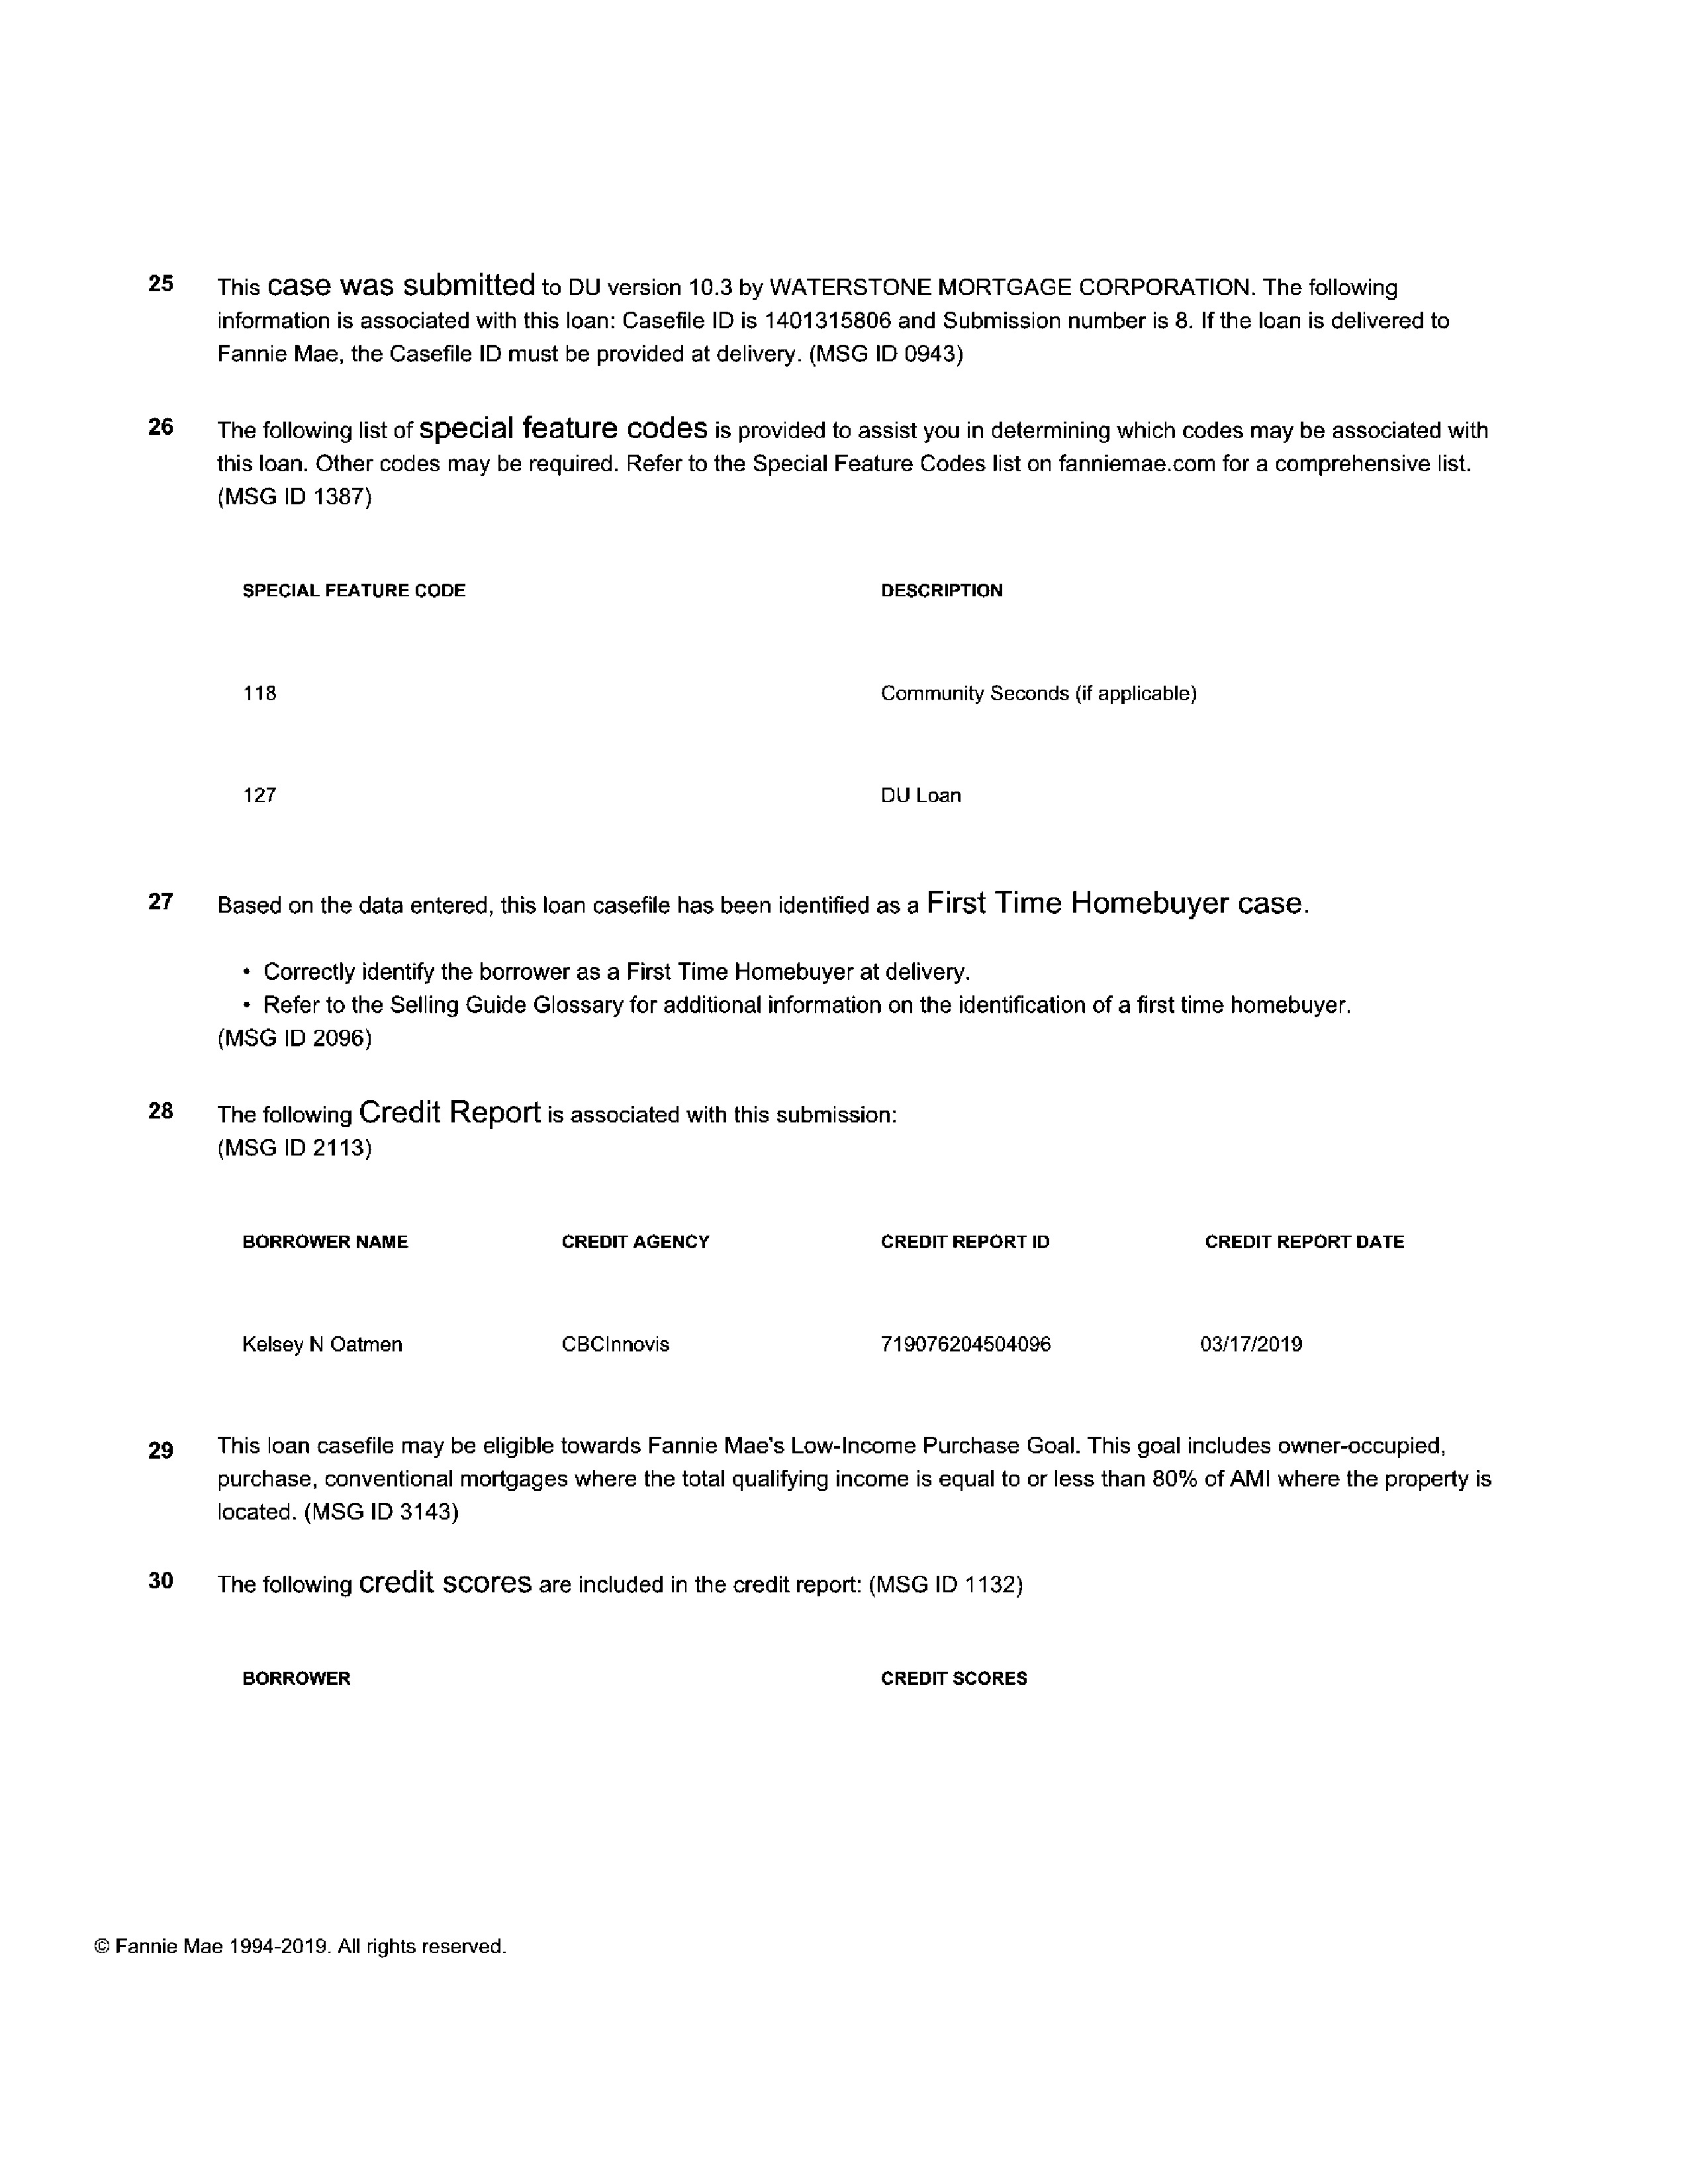 25 This case was submitted to DU version 10.3 by WATERSTONE MORTGAGE CORPORATION. The following
information is associated with this loan: Casefile ID is 1401315806 and Submission number is 8. If the loan is delivered to
Fannie Mae, the Casefile ID must be provided at delivery. (MSG ID 0943)
26 The following list of special feature codes is provided to assist you in determining which codes may be associated with
this loan. Other codes may be required. Refer to the Special Feature Codes list on fanniemae.com for a comprehensive list.
(MSG ID 1387)
SPECIAL FEATURE CODE DESCRIPTION
118 Community Seconds (if applicable)
127 DU Loan
27 Based on the data entered, this loan casefile has been identified as a First Time Homebuyer case.
• Correctly identify the borrower as a First Time Homebuyer at delivery.
• Refer to the Selling Guide Glossary for additional information on the identification of a first time homebuyer.
(MSG ID 2096)
28 The following Credit Report is associated with this submission:
(MSG ID 2113)
BORROWER NAME CREDIT AGENCY CREDIT REPORT ID CREDIT REPORT DATE
Kelsey N Oatmen CBCInnovis 719076204504096 03/17/2019
29 This loan casefile may be eligible towards Fannie Mae's Low-Income Purchase Goal. This goal includes owner-occupied,
purchase, conventional mortgages where the total qualifying income is equal to or less than 80% of AMI where the property is
located. (MSG ID 3143)
30 The following credit scores are included in the credit report: (MSG ID 1132)
BORROWER CREDIT SCORES
© Fannie Mae 1994-2019. All rights reserved.